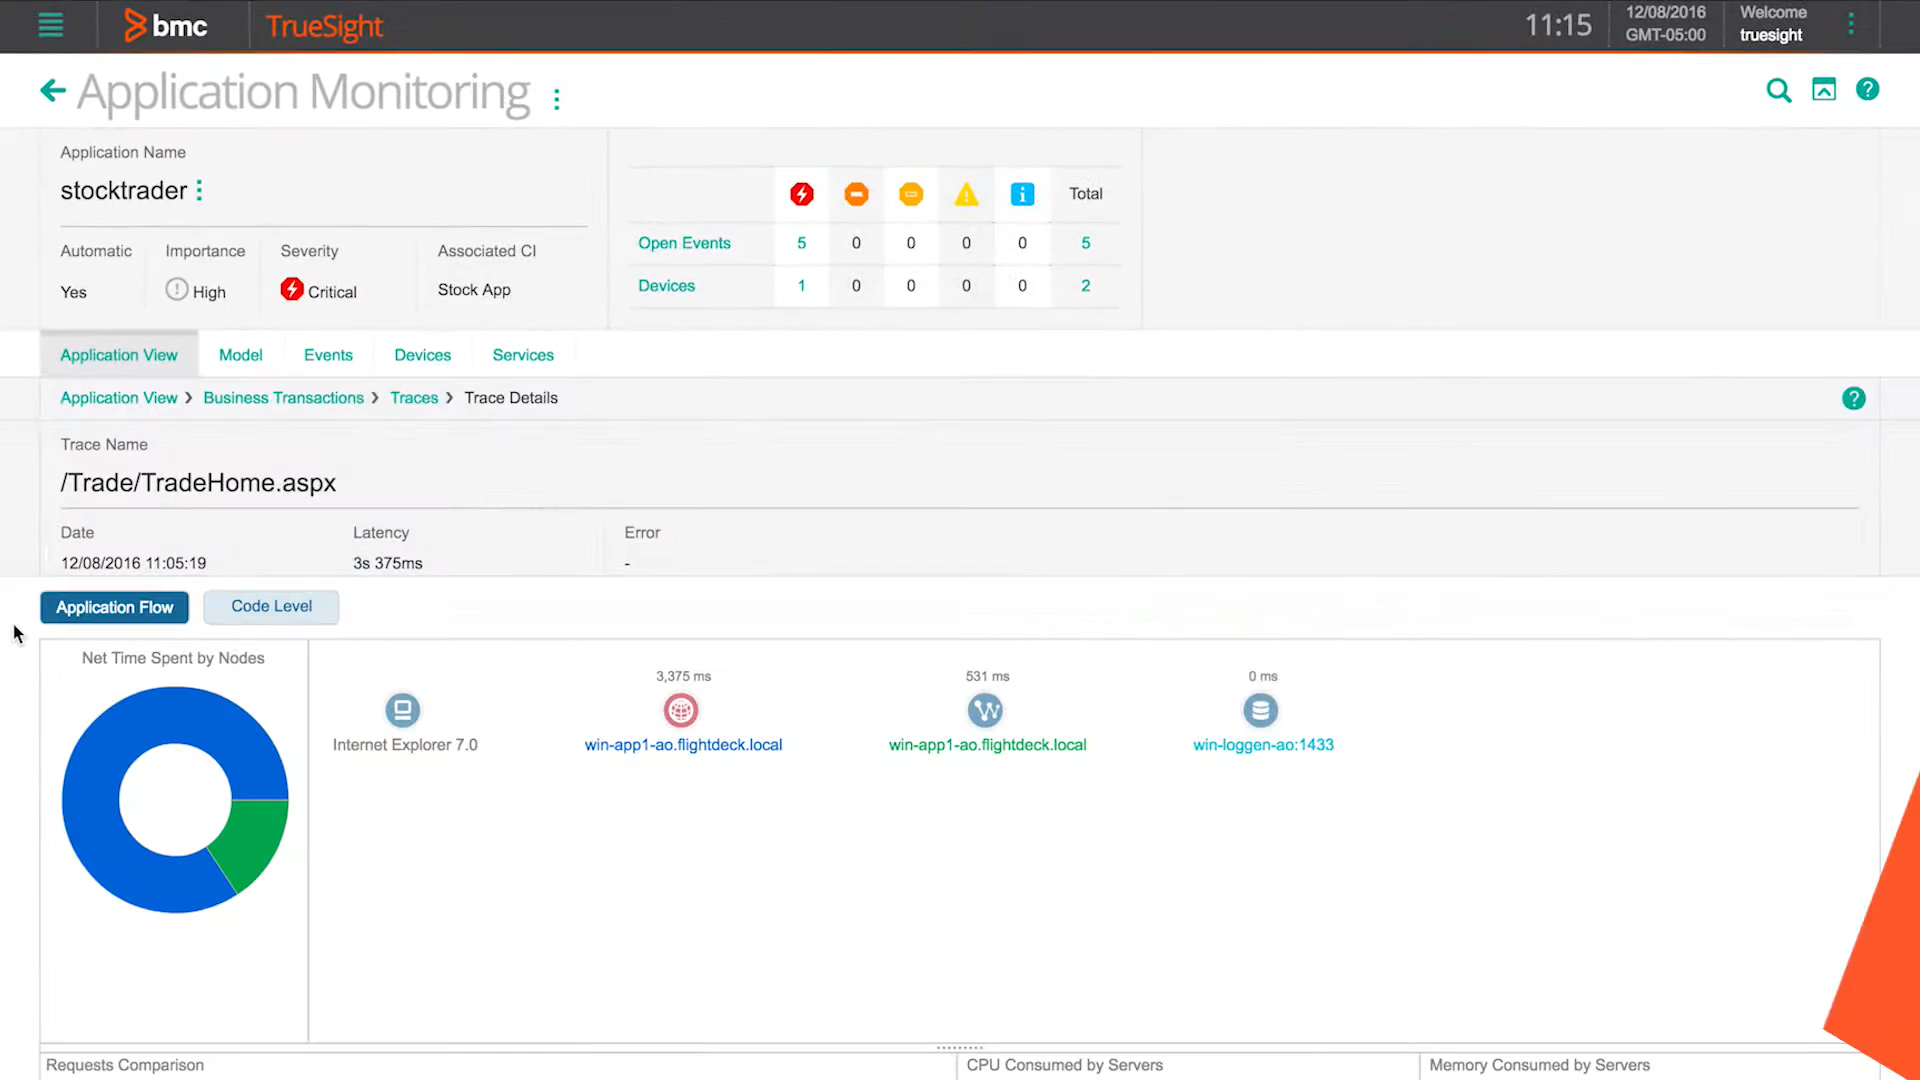 bmc TrueSight 11:15 12/08/2016 GMT-05:00 Welcome truesight
Application Monitoring
Application Name
stocktrader
Automatic Importance Severity Associated CI
Yes High Critical Stock App
Total
Open Events 5 0 0 0 0 5
Devices 1 0 0 0 0 2
Application View Model Events Devices Services
Application View > Business Transactions > Traces > Trace Details
Trace Name
/Trade/TradeHome.aspx
Date Latency Error
12/08/2016 11:05:19 3s 375ms -
Application Flow Code Level
Net Time Spent by Nodes
3,375 ms 531 ms 0 ms
Internet Explorer 7.0 win-app1-ao.flightdeck.local win-app1-ao.flightdeck.local win-loggen-ao:1433
Requests Comparison CPU Consumed by Servers Memory Consumed by Servers